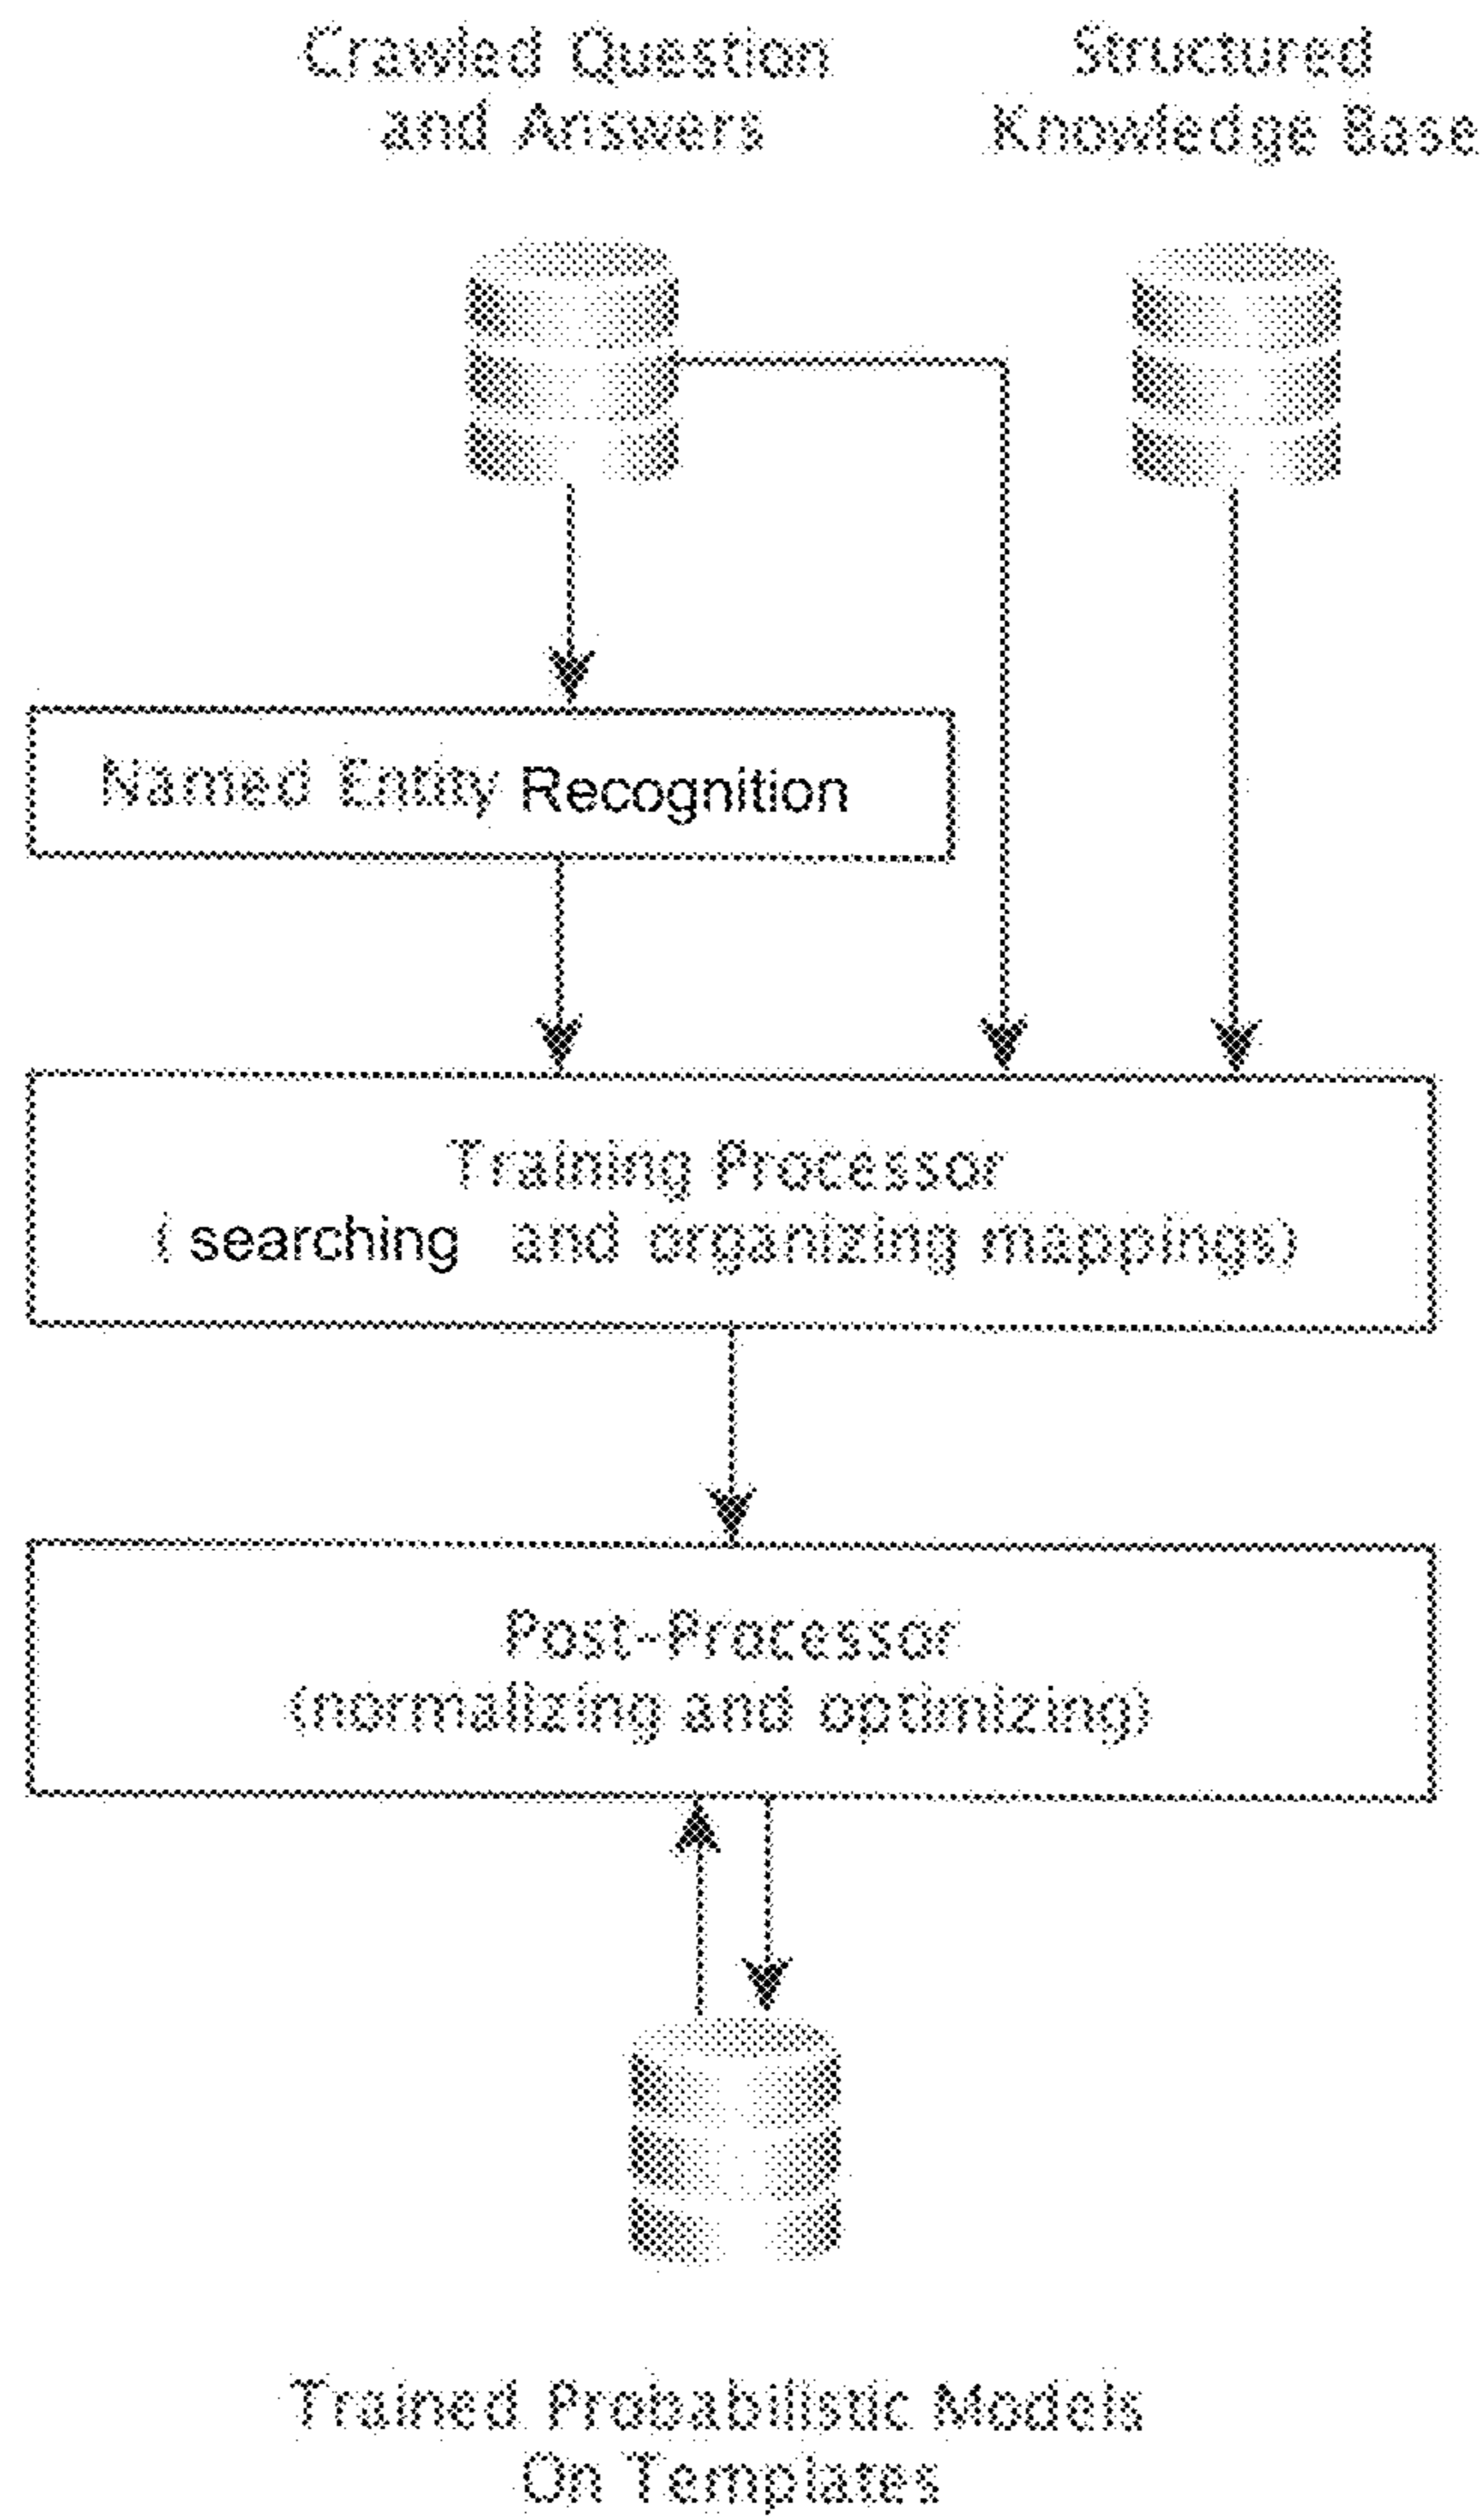 Crawled Question
and Answers
Structured
Knowledge Base
Named Entity Recognition
Training Processor
( searching and organizing mappings)
Post-Processor
(normalizing and optimizing)
Trained Probabilistic Models
On Templates